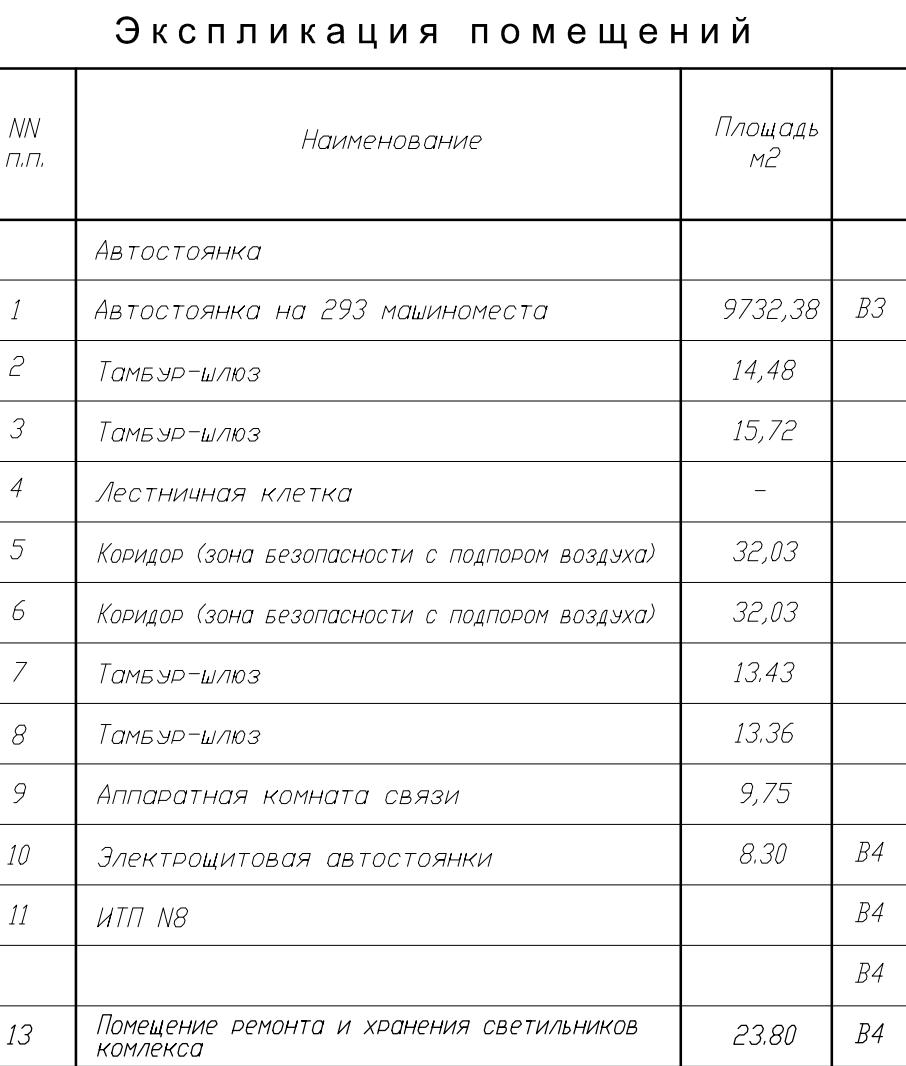 Экспликация помещений
NN п.п. Наименование Площадь м2
Автостоянка
1 Автостоянка на 293 машиноместа 9732,38 В3
2 Тамбур-шлюз 14,48
3 Тамбур-шлюз 15,72
4 Лестничная клетка -
5 Коридор (зона безопасности с подпором воздуха) 32,03
6 Коридор (зона безопасности с подпором воздуха) 32,03
7 Тамбур-шлюз 13.43
8 Тамбур-шлюз 13.36
9 Аппаратная комната связи 9,75
10 Электрощитовая автостоянки 8.30 В4
11 ИТП N8 В4
В4
13 Помещение ремонта и хранения светильников
комлекса 23.80 В4